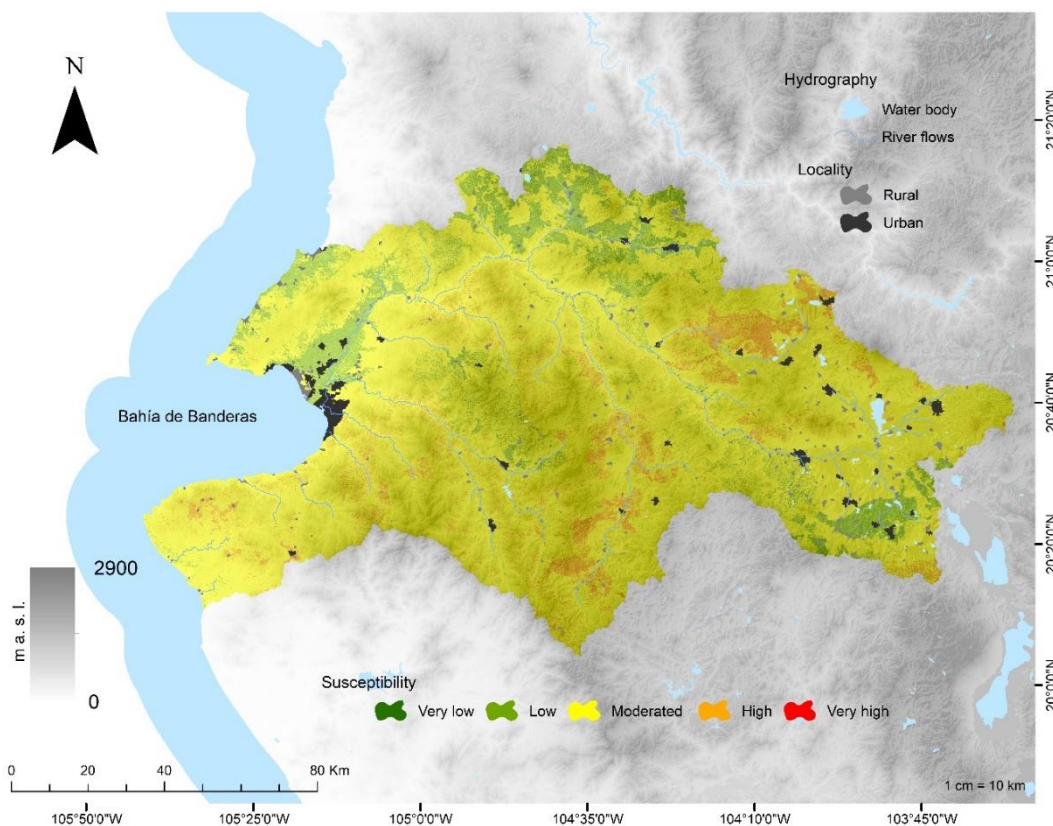 N
Hydrography
Water body
River flows
Locality
Rural
Urban
21°20'0"N
21°0'0"N
20°40'0"N
20°20'0"N
20°0'0"N
Bahía de Banderas
m a. s. l.
2900
0
Susceptibility
Very low
Low
Moderated
High
Very high
0 20 40 80 Km
1 cm = 10 km
105°50'0"W 105°25'0"W 105°0'0"W 104°35'0"W 104°10'0"W 103°45'0"W